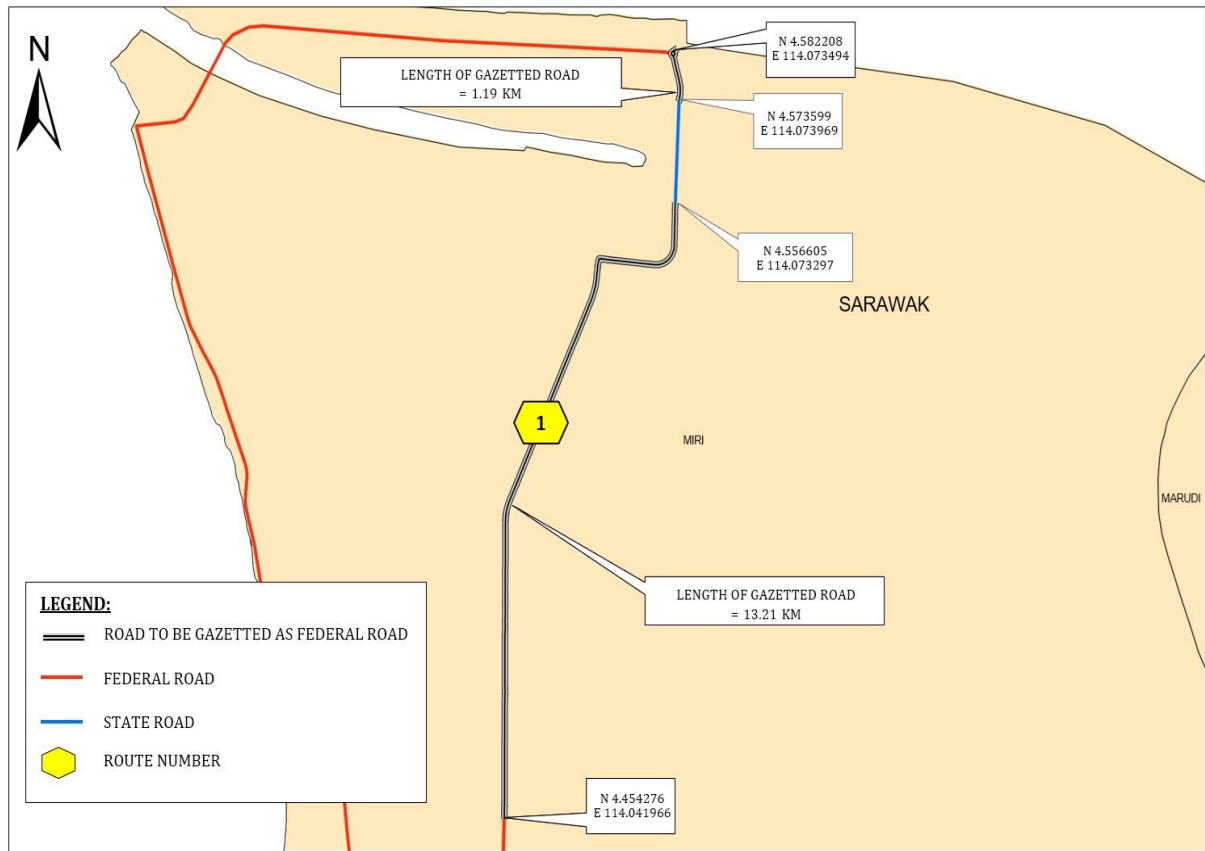 N
N 4.582208
E 114.073494
LENGTH OF GAZETTED ROAD
= 1.19 KM
N 4.573599
E 114.073969
N 4.556605
E 114.073297
SARAWAK
1
MIRI
MARUDI
LENGTH OF GAZETTED ROAD
= 13.21 KM
LEGEND:
ROAD TO BE GAZETTED AS FEDERAL ROAD
FEDERAL ROAD
STATE ROAD
ROUTE NUMBER
N 4.454276
E 114.041966